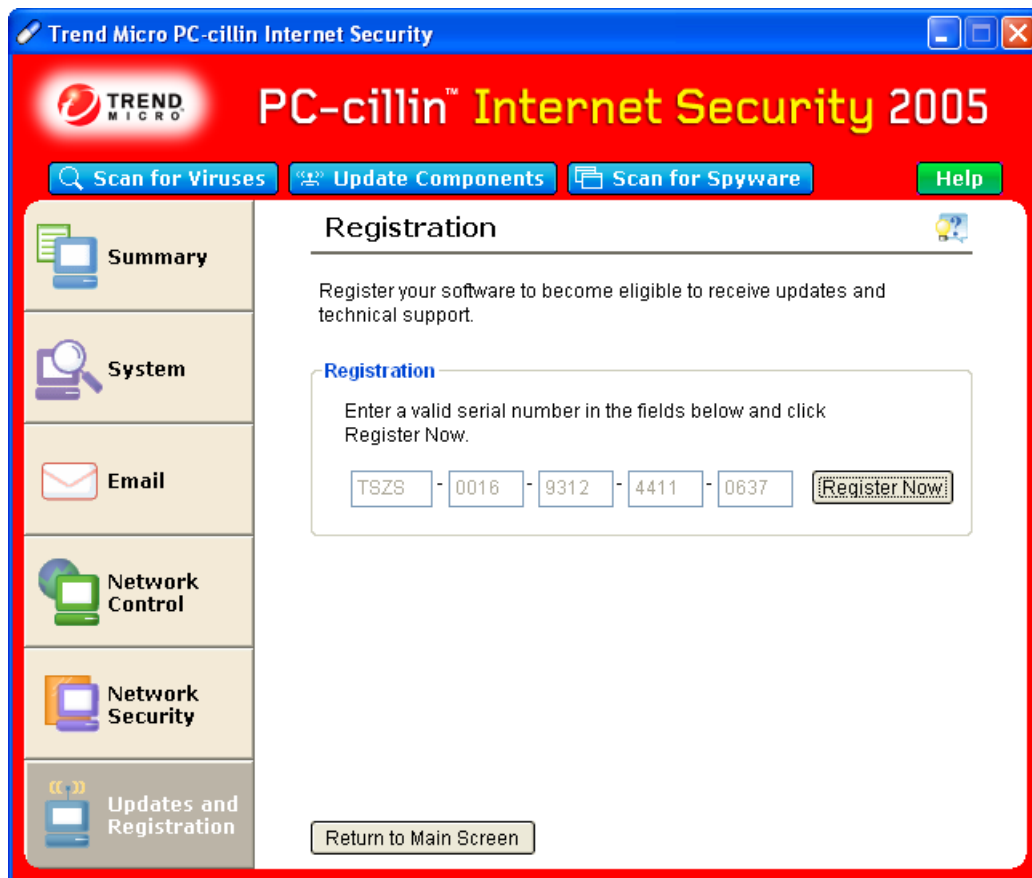 Trend Micro PC-cillin Internet Security
TREND MICRO
PC-cillin™ Internet Security 2005
Scan for Viruses
Update Components
Scan for Spyware
Help
Summary
System
Email
Network
Control
Network
Security
Updates and
Registration
Registration
Register your software to become eligible to receive updates and
technical support.
Registration
Enter a valid serial number in the fields below and click
Register Now.
TSZS - 0016 - 9312 - 4411 - 0637
Register Now
Return to Main Screen